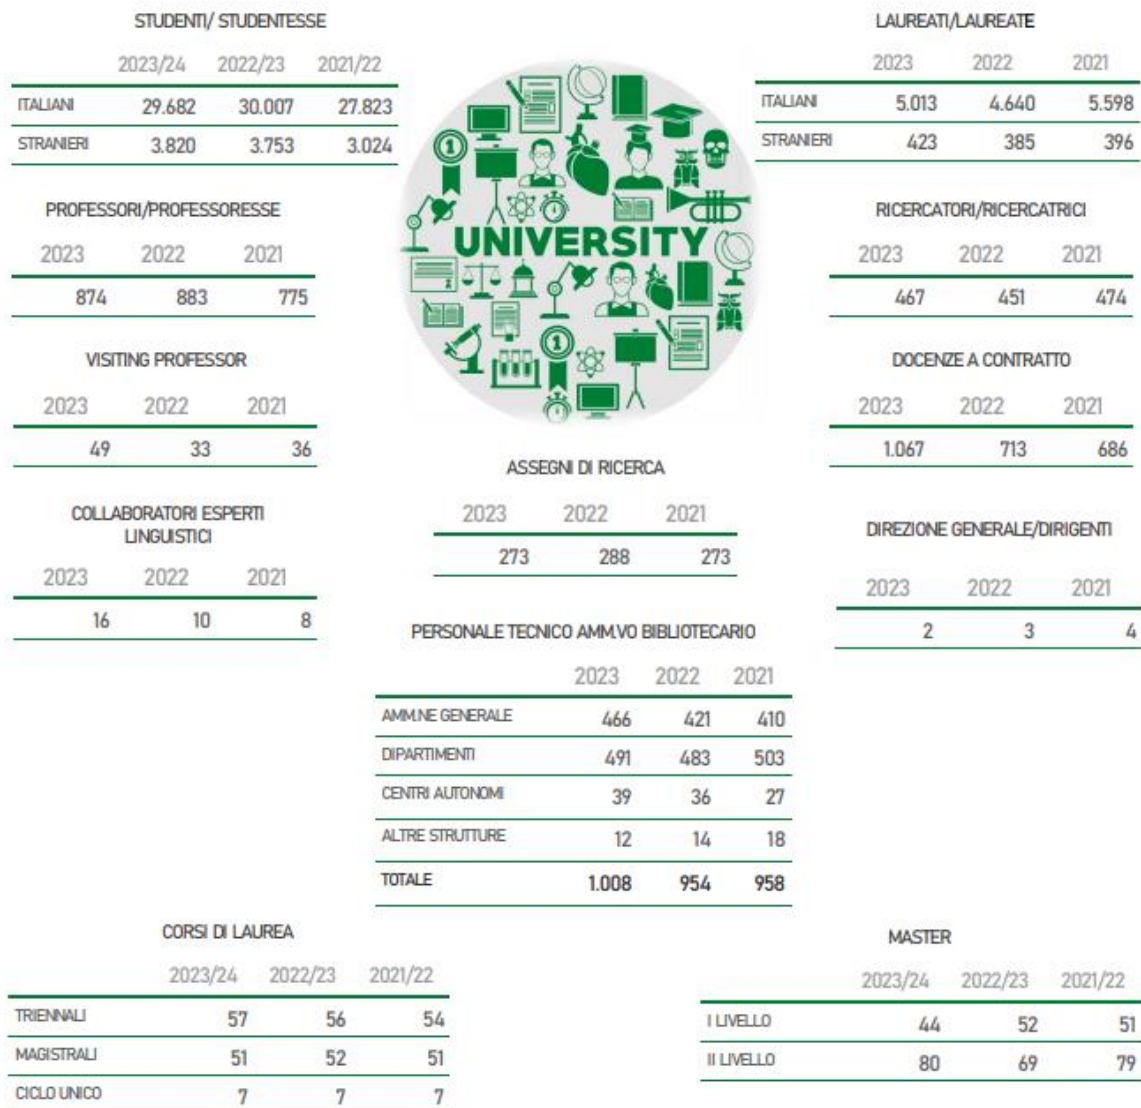 STUDENTI/ STUDENTESSE
2023/24 2022/23 2021/22
ITALIANI 29.682 30.007 27.823
STRANIERI 3.820 3.753 3.024
LAUREATI/LAUREATE
2023 2022 2021
ITALIANI 5.013 4.640 5.598
STRANIERI 423 385 396
PROFESSORI/PROFESSORESSE
2023 2022 2021
874 883 775
UNIVERSITY
RICERCATORI/RICERCATRICI
2023 2022 2021
467 451 474
VISITING PROFESSOR
2023 2022 2021
49 33 36
DOCENZE A CONTRATTO
2023 2022 2021
1.067 713 686
COLLABORATORI ESPERTI
LINGUISTICI
2023 2022 2021
16 10 8
ASSEGNI DI RICERCA
2023 2022 2021
273 288 273
DIREZIONE GENERALE/DIRIGENTI
2023 2022 2021
2 3 4
PERSONALE TECNICO AMM.VO BIBLIOTECARIO
2023 2022 2021
AMM.NE GENERALE 466 421 410
DIPARTIMENTI 491 483 503
CENTRI AUTONOMI 39 36 27
ALTRE STRUTTURE 12 14 18
TOTALE 1.008 954 958
CORSI DI LAUREA
2023/24 2022/23 2021/22
TRIENNALI 57 56 54
MAGISTRALI 51 52 51
CICLO UNICO 7 7 7
MASTER
2023/24 2022/23 2021/22
I LIVELLO 44 52 51
II LIVELLO 80 69 79